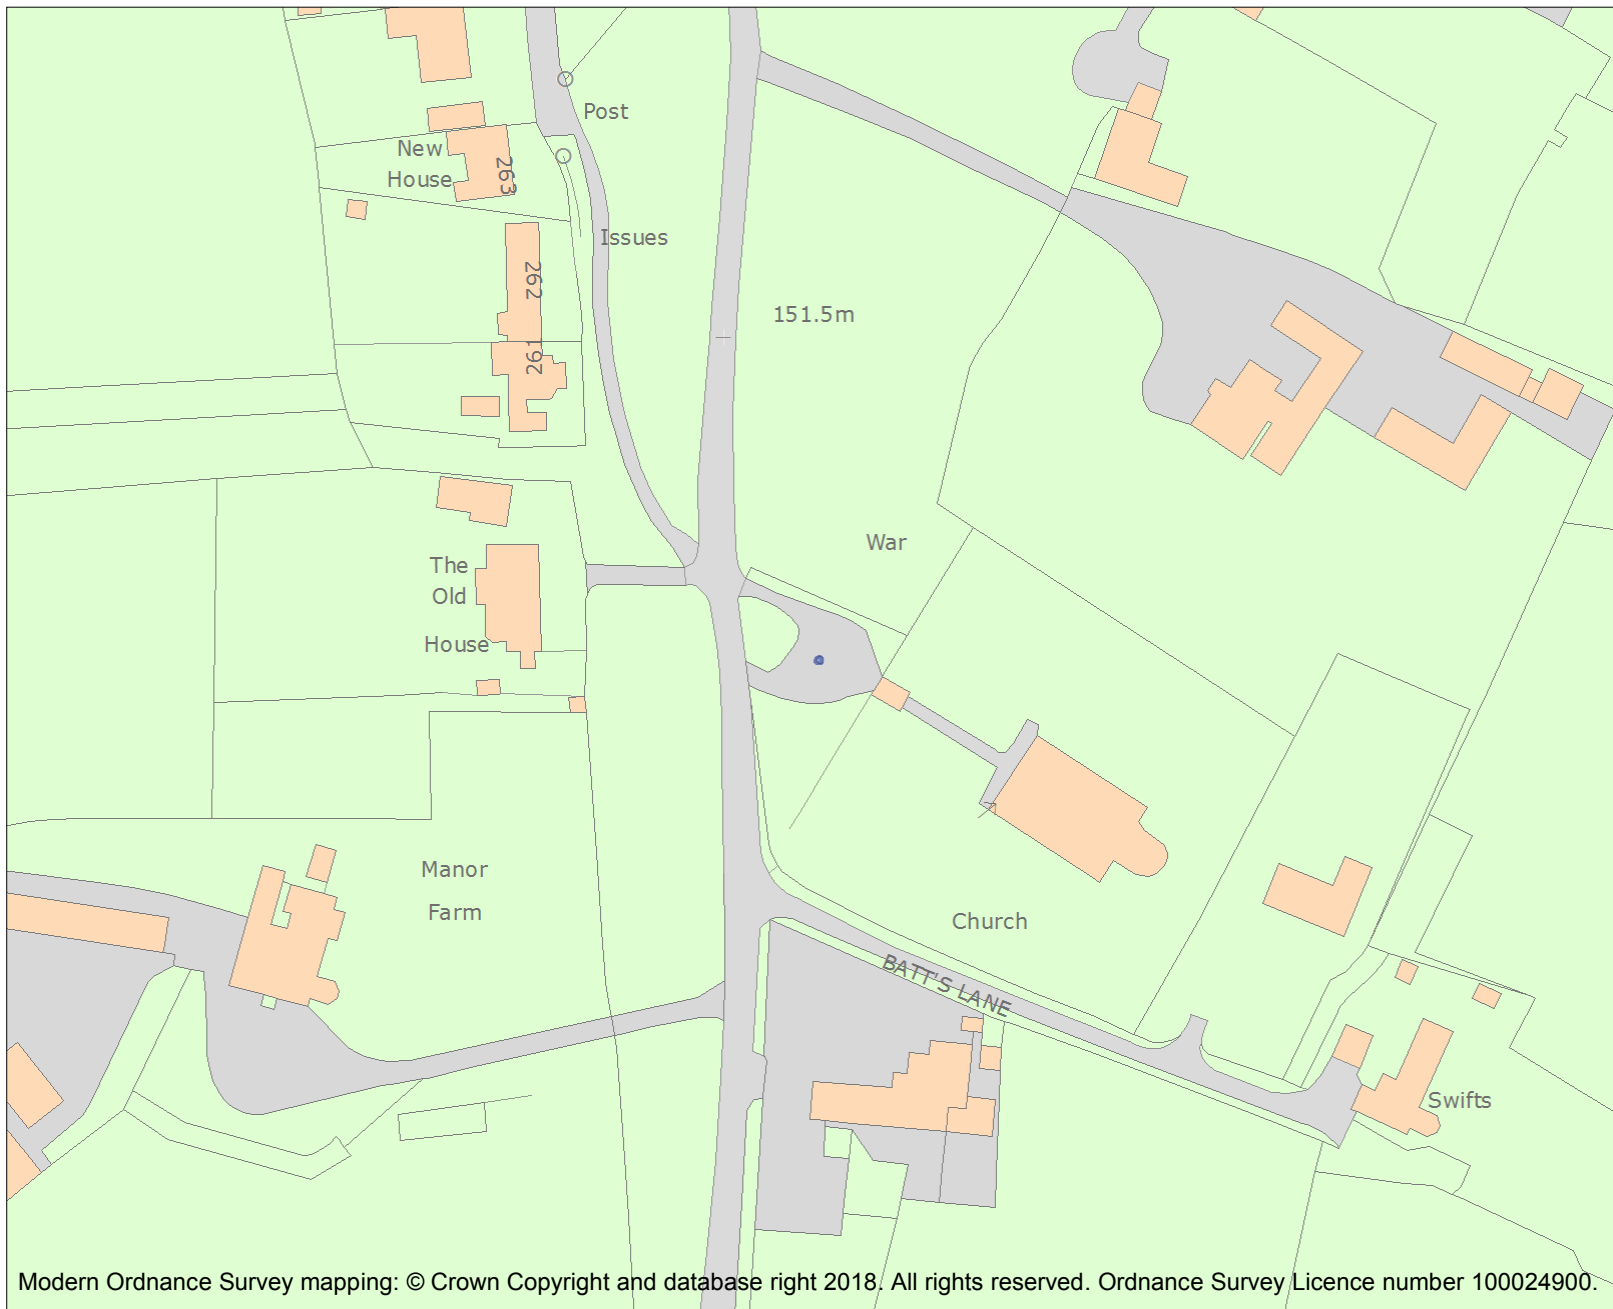 Post
New
House
263
Issues
262
151.5m
261
War
The
Old
House
Manor
Farm
Church
BATT'S LANE
Swifts
Modern Ordnance Survey mapping: © Crown Copyright and database right 2018. All rights reserved. Ordnance Survey Licence number 100024900.